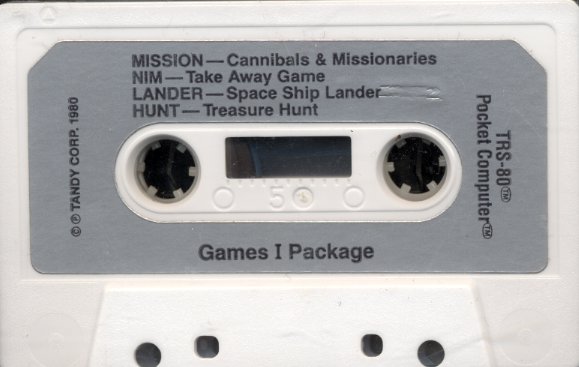 MISSION — Cannibals & Missionaries
NIM — Take Away Game
LANDER — Space Ship Lander
HUNT — Treasure Hunt
© ℗ TANDY CORP. 1980
TRS-80™
Pocket Computer™
50
Games I Package